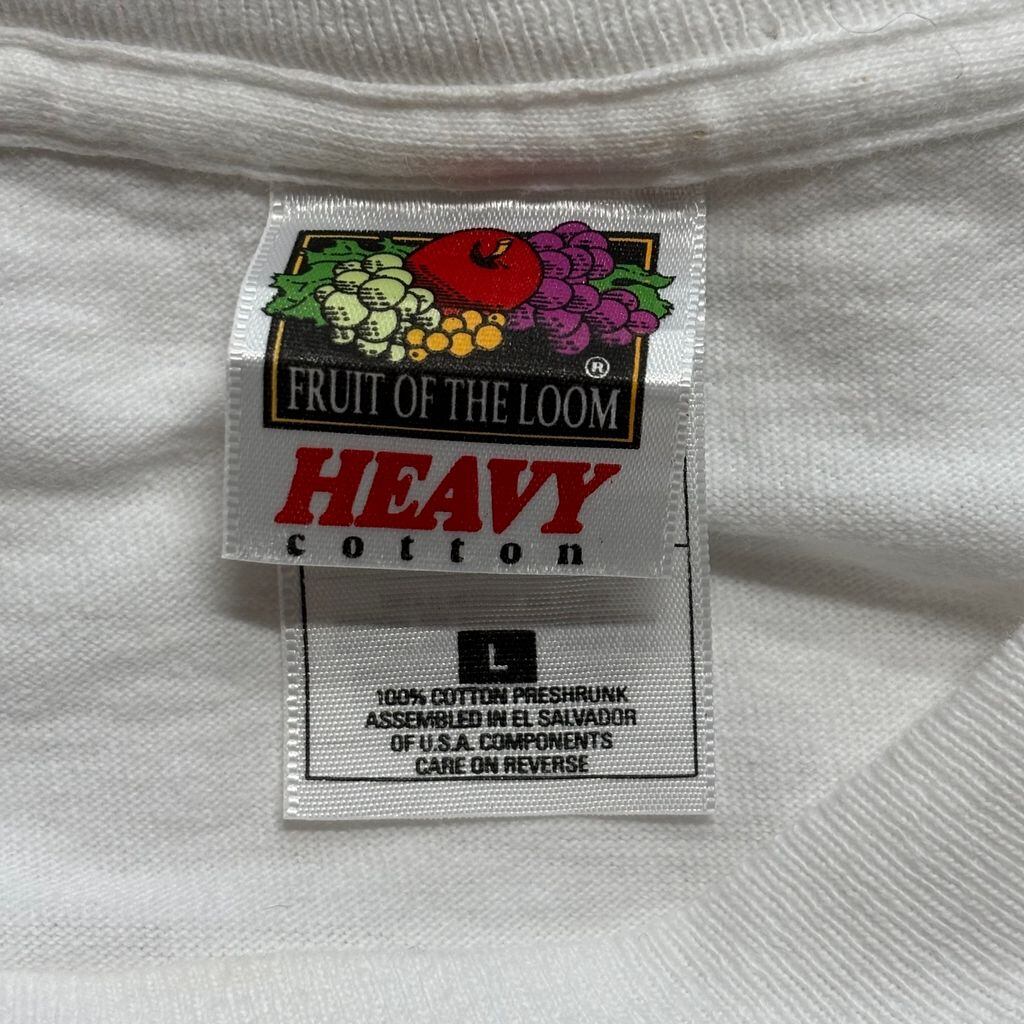 ®
FRUIT OF THE LOOM
HEAVY
cotton
L
100% COTTON PRESHRUNK
ASSEMBLED IN EL SALVADOR
OF U.S.A. COMPONENTS
CARE ON REVERSE